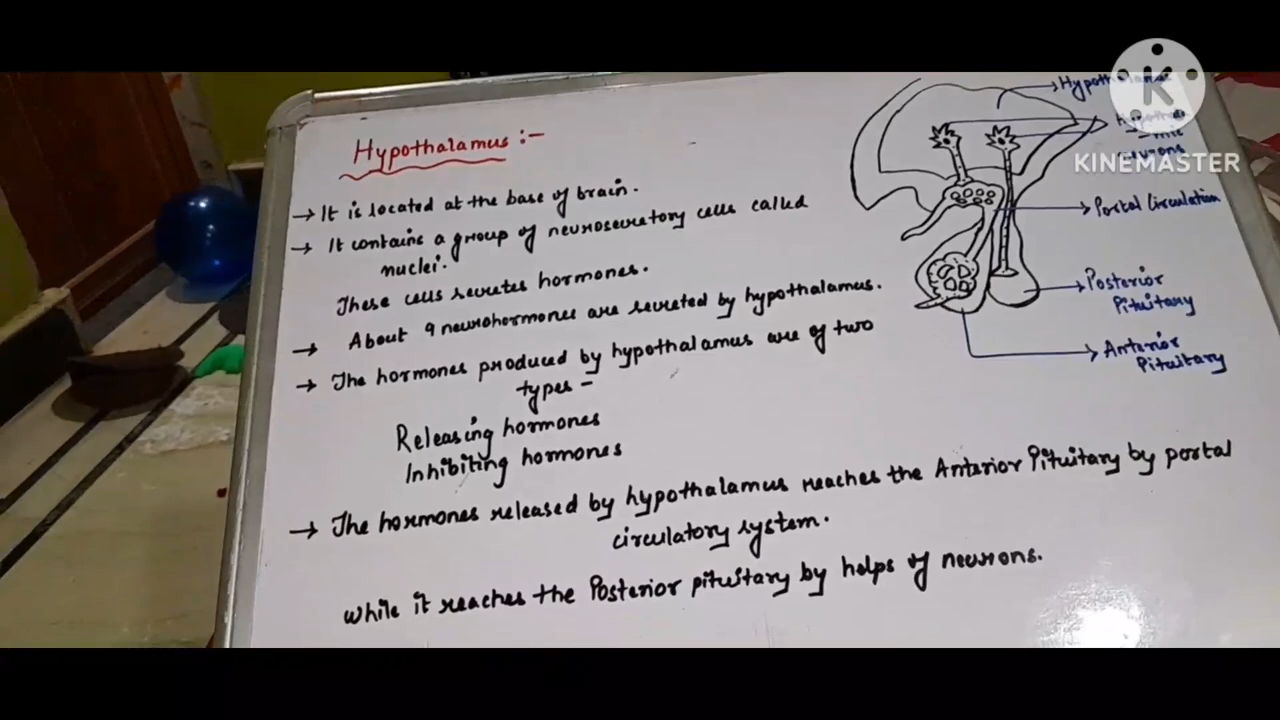 Hypothalamus :-
→ It is located at the base of brain.
→ It contains a group of neurosecretory cells called
nuclei.
These cells secretes hormones.
→ About 9 neurohormones are secreted by hypothalamus.
→ The hormones produced by hypothalamus are of two
types -
Releasing hormones
Inhibiting hormones
→ The hormones released by hypothalamus reaches the Anterior Pituitary by portal
circulatory system.
While it reaches the Posterior pituitary by helps of neurons.
Portal Circulation
Posterior
Pituitary
Anterior
Pituitary
K
KINEMASTER